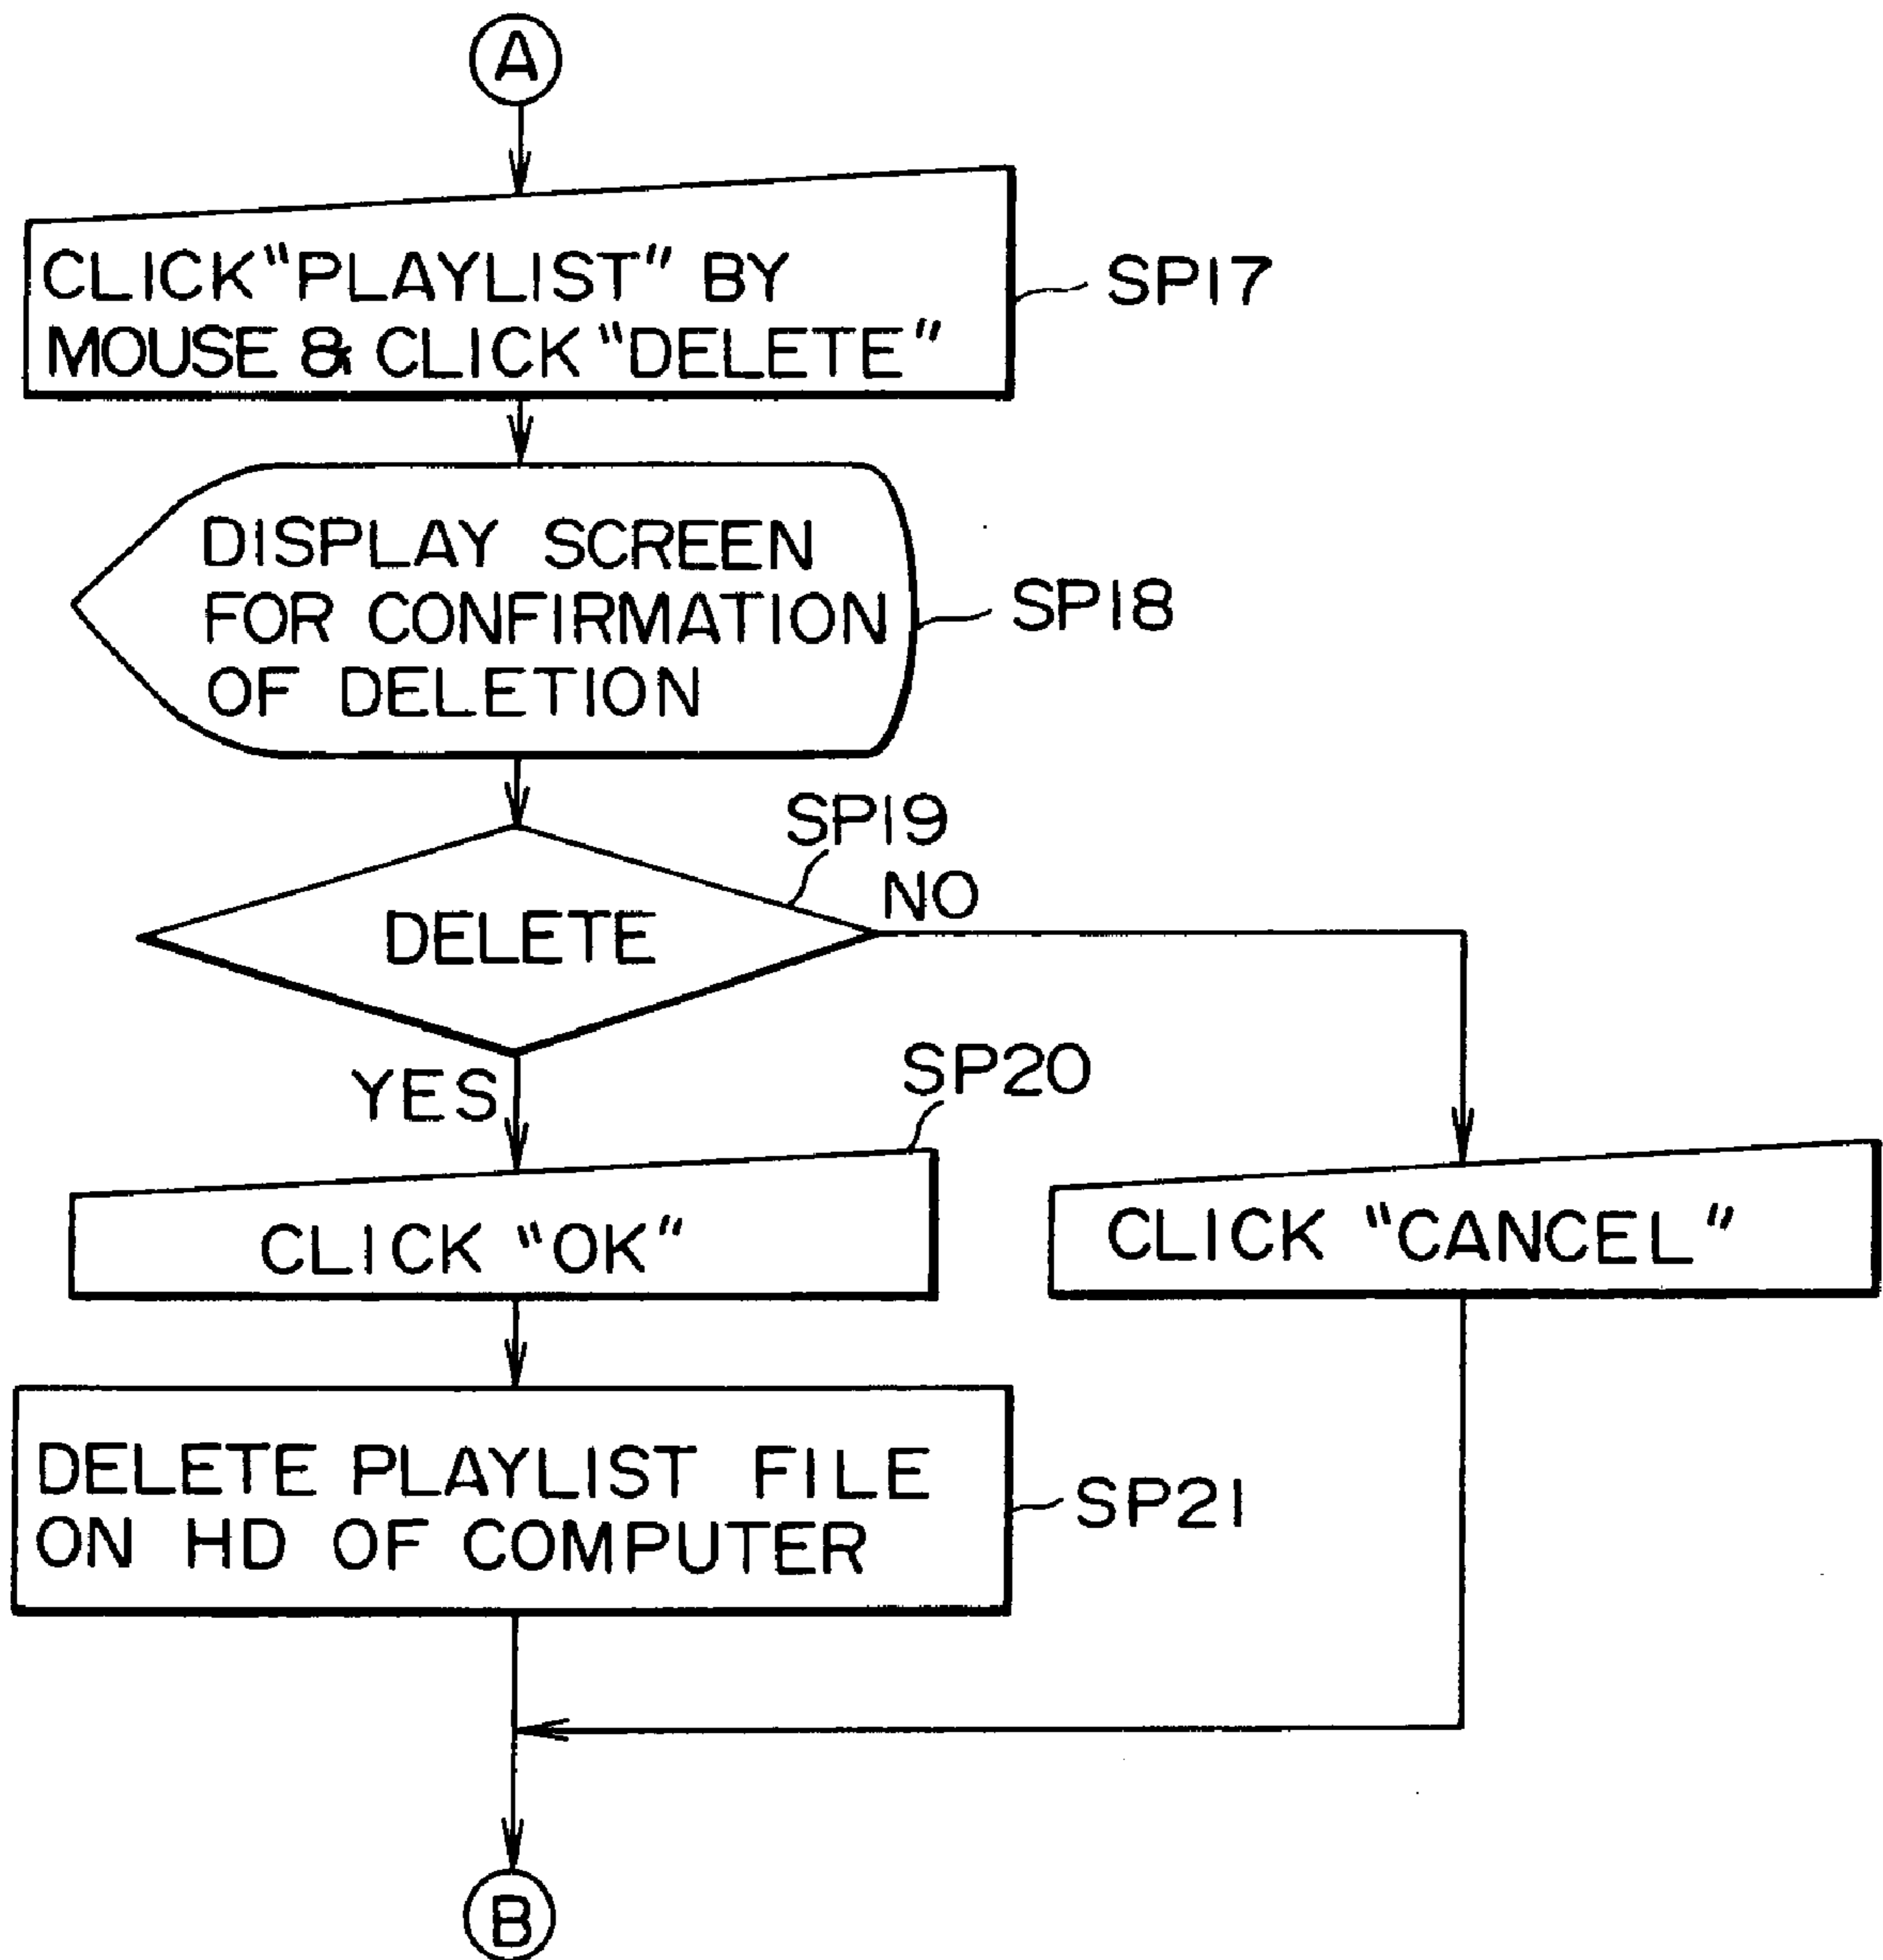 A
CLICK "PLAYLIST" BY
MOUSE & CLICK "DELETE"
SP17
DISPLAY SCREEN
FOR CONFIRMATION
OF DELETION
SP18
SP19
NO
DELETE
YES
SP20
CLICK "OK"
CLICK "CANCEL"
DELETE PLAYLIST FILE
ON HD OF COMPUTER
SP21
B